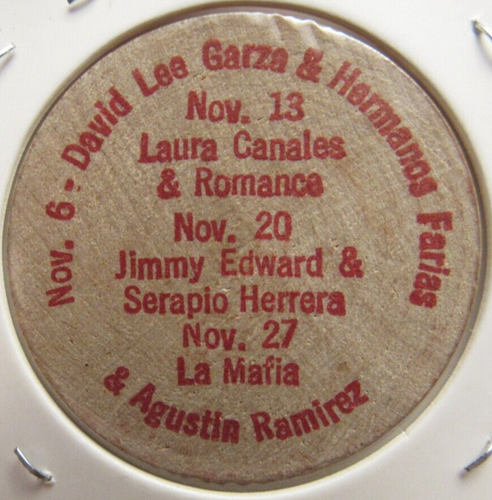 Nov. 6 - David Lee Garza & Hermanos Farias
Nov. 13
Laura Canales
& Romance
Nov. 20
Jimmy Edward &
Serapio Herrera
Nov. 27
La Mafia
& Agustin Ramirez